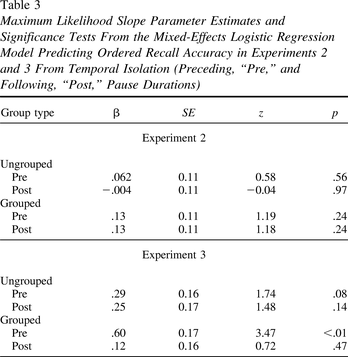 Table 3
Maximum Likelihood Slope Parameter Estimates and
Significance Tests From the Mixed-Effects Logistic Regression
Model Predicting Ordered Recall Accuracy in Experiments 2
and 3 From Temporal Isolation (Preceding, “Pre,” and
Following, “Post,” Pause Durations)
Group type β SE z p
Experiment 2
Ungrouped
Pre .062 0.11 0.58 .56
Post −.004 0.11 −0.04 .97
Grouped
Pre .13 0.11 1.19 .24
Post .13 0.11 1.18 .24
Experiment 3
Ungrouped
Pre .29 0.16 1.74 .08
Post .25 0.17 1.48 .14
Grouped
Pre .60 0.17 3.47 <.01
Post .12 0.16 0.72 .47